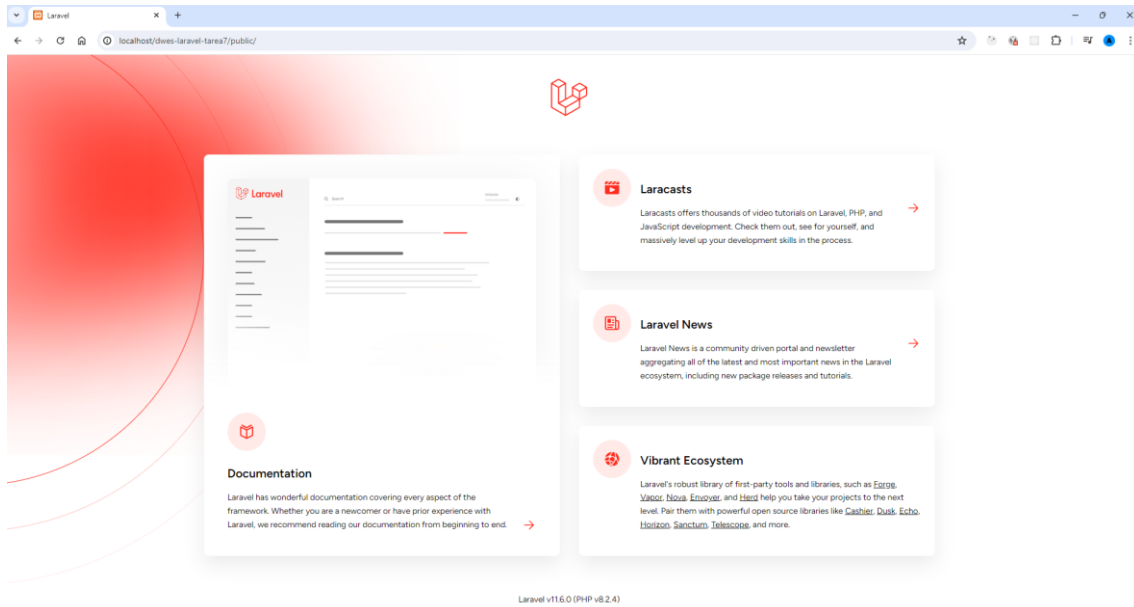 Laravel
localhost/dwes-laravel-tarea7/public/
Laravel
Search
Documentation
Laravel has wonderful documentation covering every aspect of the
framework. Whether you are a newcomer or have prior experience with
Laravel, we recommend reading our documentation from beginning to end.
Laracasts
Laracasts offers thousands of video tutorials on Laravel, PHP, and
JavaScript development. Check them out, see for yourself, and
massively level up your development skills in the process.
Laravel News
Laravel News is a community driven portal and newsletter
aggregating all of the latest and most important news in the Laravel
ecosystem, including new package releases and tutorials.
Vibrant Ecosystem
Laravel's robust library of first-party tools and libraries, such as Forge,
Vapor, Nova, Envoyer, and Herd help you take your projects to the next
level. Pair them with powerful open source libraries like Cashier, Dusk, Echo,
Horizon, Sanctum, Telescope, and more.
Laravel v11.6.0 (PHP v8.2.4)